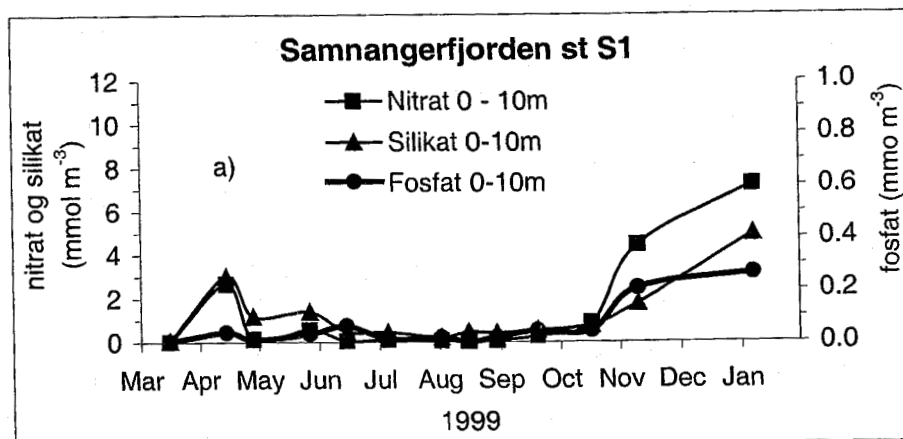 Samnangerfjorden st S1
nitrat og silikat
(mmol m-3)
12
10
8
6
4
2
0
a)
Nitrat 0 - 10m
Silikat 0-10m
Fosfat 0-10m
1.0
0.8
0.6
0.4
0.2
0.0
fosfat (mmo m-3)
Mar Apr May Jun Jul Aug Sep Oct Nov Dec Jan
1999